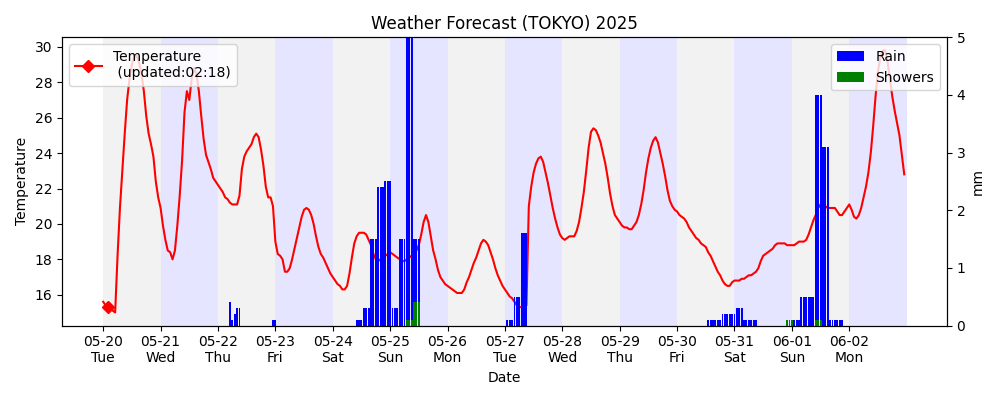 Weather Forecast (TOKYO) 2025
Temperature
(updated:02:18)
Rain
Showers
30
28
26
24
22
20
18
16
Temperature
5
4
3
2
1
0
mm
05-20 05-21 05-22 05-23 05-24 05-25 05-26 05-27 05-28 05-29 05-30 05-31 06-01 06-02
Tue Wed Thu Fri Sat Sun Mon Tue Wed Thu Fri Sat Sun Mon
Date